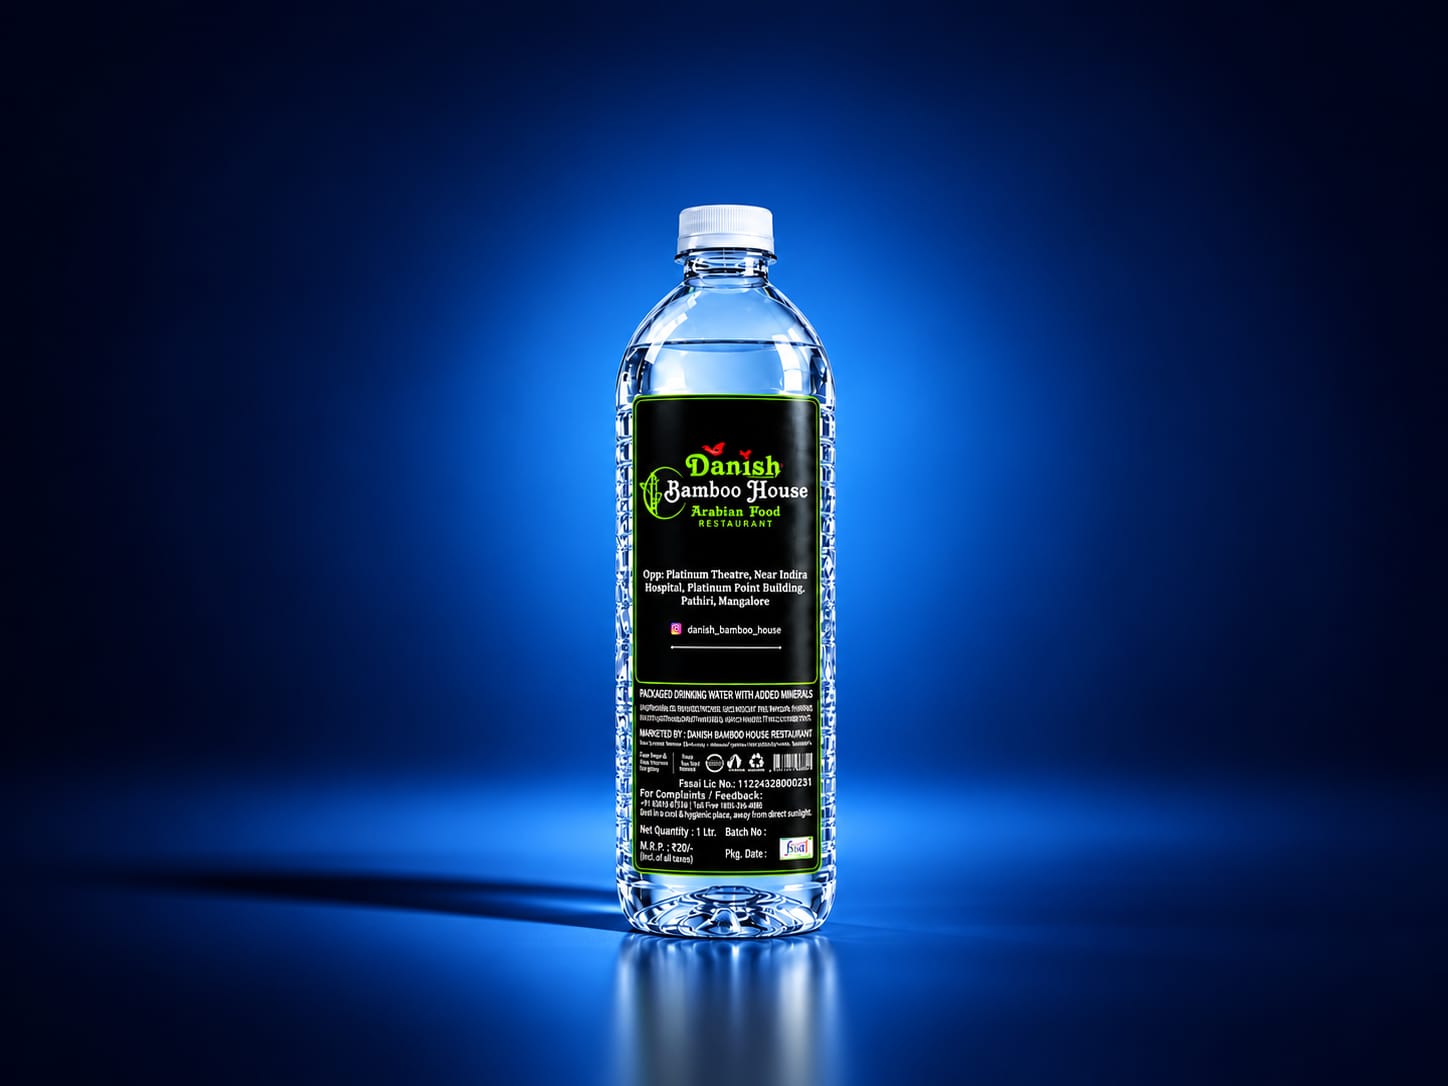 Danish
Bamboo House
Arabian Food
RESTAURANT
Opp: Platinum Theatre, Near Indira
Hospital, Platinum Point Building.
Pathiri, Mangalore
danish_bamboo_house
PACKAGED DRINKING WATER WITH ADDED MINERALS
MARKETED BY : DANISH BAMBOO HOUSE RESTAURANT
Fssai Lic No.: 11224328000231
For Complaints / Feedback:
in a cool & hygienic place, away from direct sunlight.
Net Quantity : 1 Ltr. Batch No :
M.R.P. : ₹20/-
(Incl. of all taxes)
Pkg. Date :
fssai